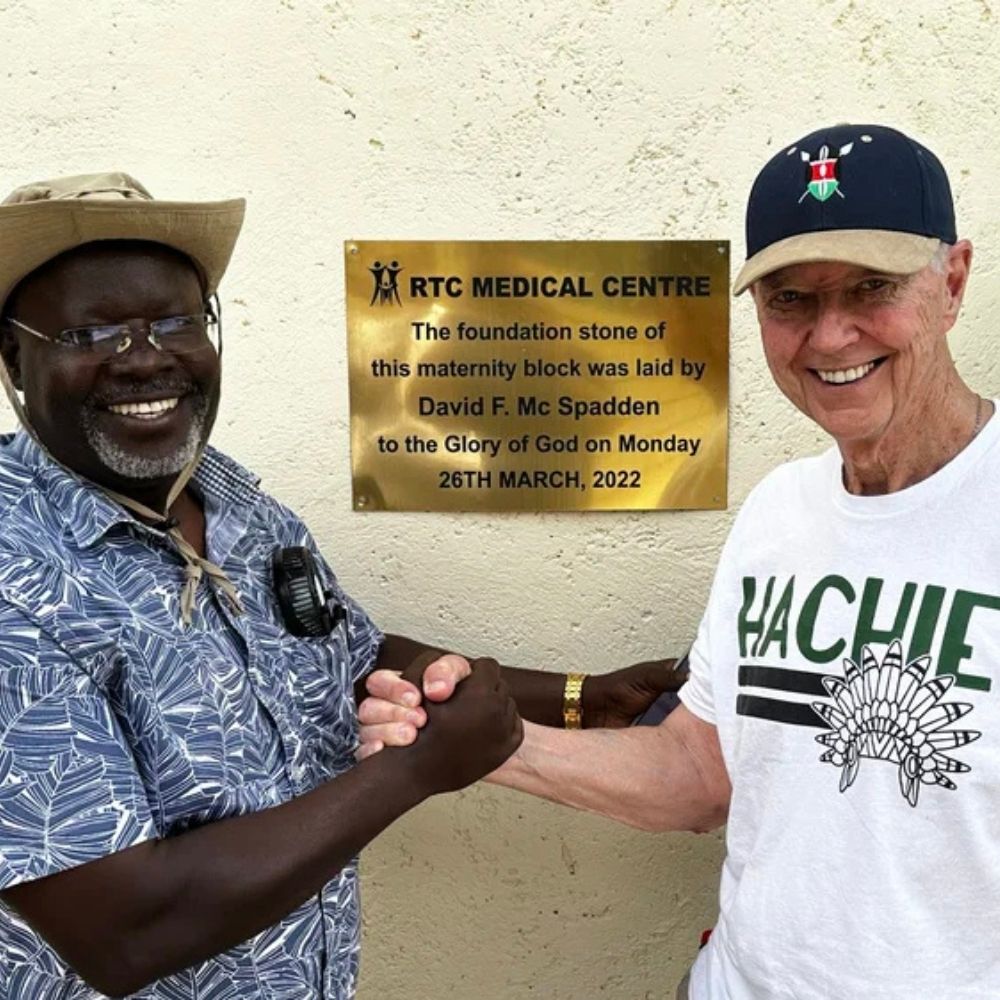 RTC MEDICAL CENTRE
The foundation stone of
this maternity block was laid by
David F. Mc Spadden
to the Glory of God on Monday
26TH MARCH, 2022
HACHIE